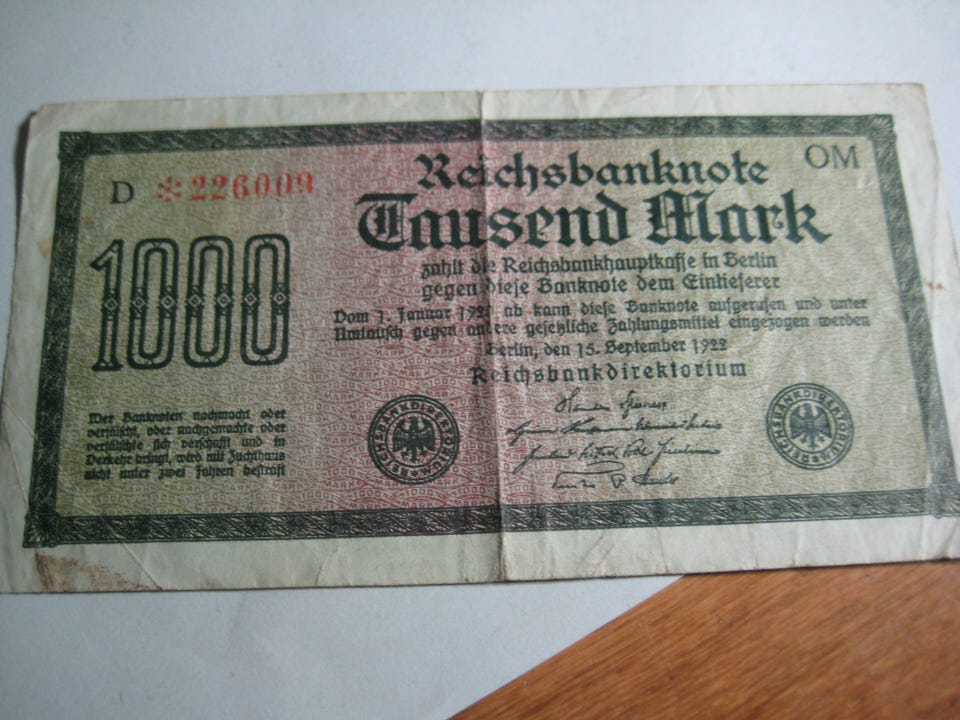 D *226009
OM
Reichsbanknote
Tausend Mark
1000
zahlt die Reichsbankhauptkasse in Berlin
gegen diese Banknote dem Einlieferer
Vom 1. Januar 1923 ab kann diese Banknote aufgerufen und unter
Umtausch gegen andere gesetzliche Zahlungsmittel eingezogen werden
Berlin, den 15. September 1922
Reichsbankdirektorium
Wer Banknoten nachmacht oder
verfälscht, oder nachgemachte oder
verfälschte sich verschafft und in
Verkehr bringt, wird mit Zuchthaus
nicht unter zwei Jahren bestraft
REICHSBANKDIREKTORIUM
REICHSBANKDIREKTORIUM